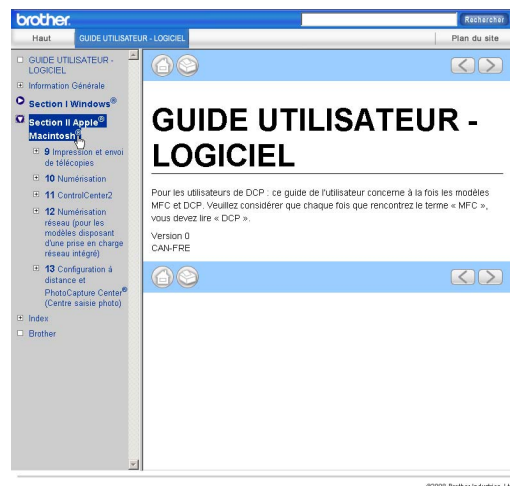 brother.
Rechercher
Haut
GUIDE UTILISATEUR - LOGICIEL
Plan du site
GUIDE UTILISATEUR -
LOGICIEL
Information Générale
Section I Windows®
Section II Apple®
Macintosh®
9 Impression et envoi
de télécopies
10 Numérisation
11 ControlCenter2
12 Numérisation
réseau (pour les
modèles disposant
d'une prise en charge
réseau intégré)
13 Configuration à
distance et
PhotoCapture Center®
(Centre saisie photo)
Index
Brother
GUIDE UTILISATEUR -
LOGICIEL
Pour les utilisateurs de DCP : ce guide de l'utilisateur concerne à la fois les modèles
MFC et DCP. Veuillez considérer que chaque fois que rencontrez le terme « MFC »,
vous devez lire « DCP ».
Version 0
CAN-FRE